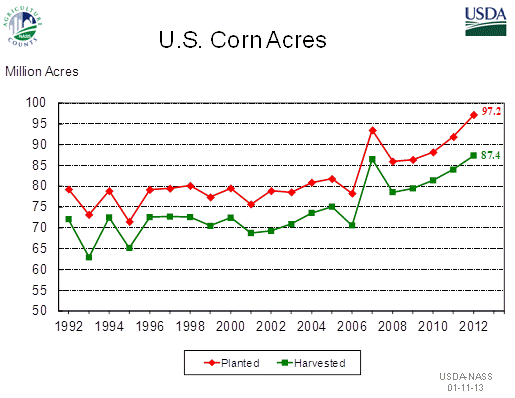 AGRICULTURE
NASS
COUNTS
USDA
U.S. Corn Acres
Million Acres
100
95
90
85
80
75
70
65
60
55
50
97.2
87.4
1992 1994 1996 1998 2000 2002 2004 2006 2008 2010 2012
Planted Harvested
USDA-NASS
01-11-13